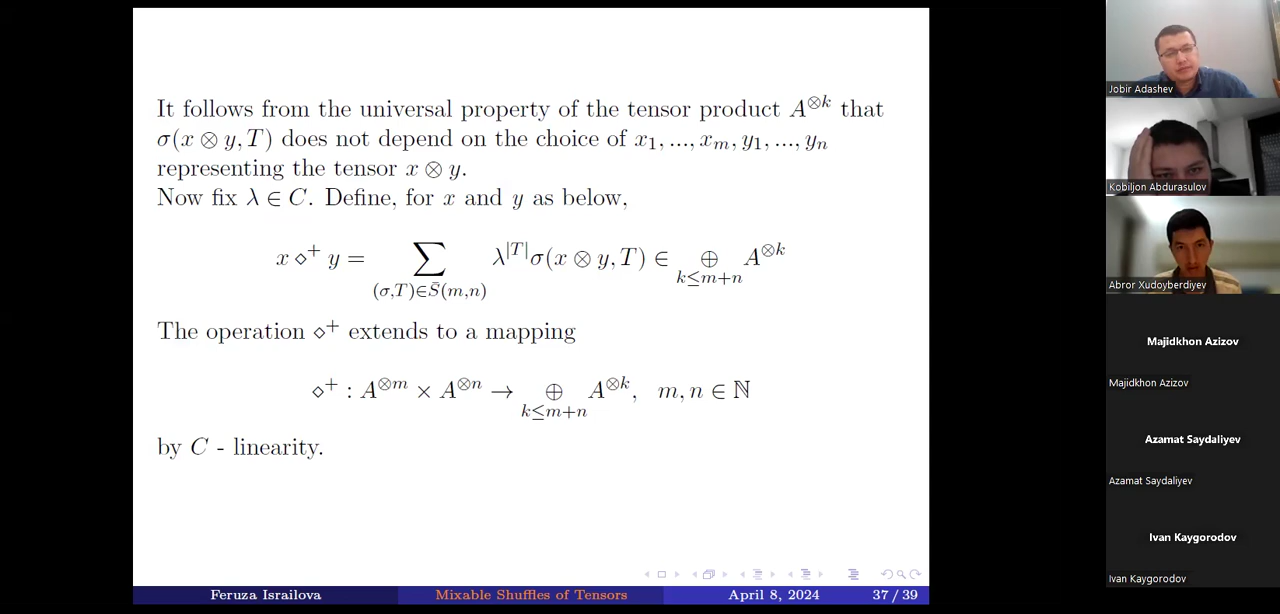 It follows from the universal property of the tensor product A^{⊗k} that
σ(x ⊗ y, T) does not depend on the choice of x_1, ..., x_m, y_1, ..., y_n
representing the tensor x ⊗ y.
Now fix λ ∈ C. Define, for x and y as below,
x ⋄^+ y = ∑_{(σ,T)∈S̄(m,n)} λ^{|T|}σ(x ⊗ y, T) ∈ ⊕_{k≤m+n} A^{⊗k}
The operation ⋄^+ extends to a mapping
⋄^+ : A^{⊗m} × A^{⊗n} → ⊕_{k≤m+n} A^{⊗k}, m, n ∈ ℕ
by C - linearity.
Feruza Israilova
Mixable Shuffles of Tensors
April 8, 2024
37 / 39
Jobir Adashev
Kobiljon Abdurasulov
Abror Xudoyberdiyev
Majidkhon Azizov
Majidkhon Azizov
Azamat Saydaliyev
Azamat Saydaliyev
Ivan Kaygorodov
Ivan Kaygorodov